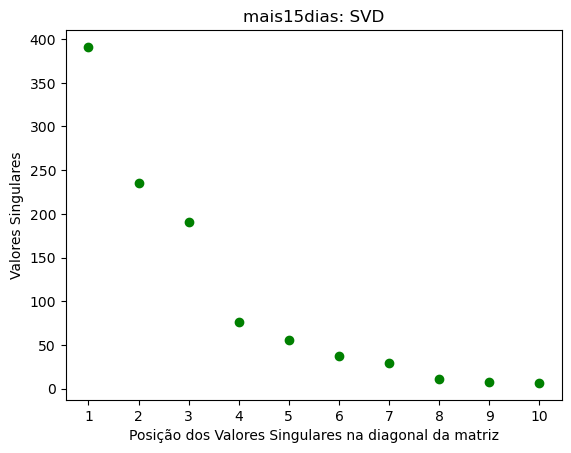 mais15dias: SVD
Valores Singulares
400
350
300
250
200
150
100
50
0
1 2 3 4 5 6 7 8 9 10
Posição dos Valores Singulares na diagonal da matriz